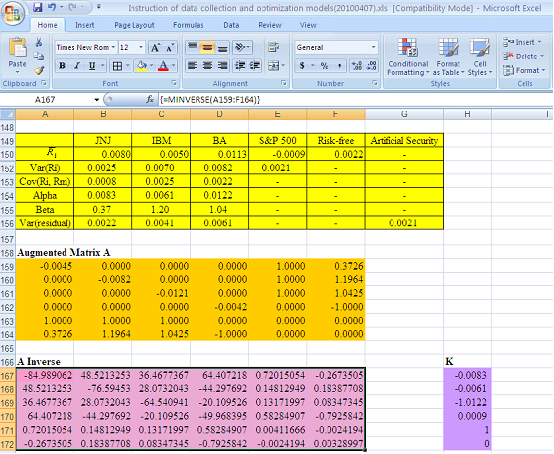 Instruction of data collection and optimization models(20100407).xls [Compatibility Mode] - Microsoft Excel
Home Insert Page Layout Formulas Data Review View
Paste Times New Rom 12 A A General Conditional Formatting Format as Table Cell Styles Insert Delete Format
B I U A $ % ,
Clipboard Font Alignment Number Styles Cells
A167 fx {=MINVERSE(A159:F164)}
A B C D E F G H I
148
149 JNJ IBM BA S&P 500 Risk-free Artificial Security
150 Ri 0.0080 0.0050 0.0113 -0.0009 0.0022 -
152 Var(Ri) 0.0025 0.0070 0.0082 0.0021 - -
153 Cov(Ri, Rm) 0.0008 0.0025 0.0022 - - -
154 Alpha 0.0083 0.0061 0.0122 - - -
155 Beta 0.37 1.20 1.04 - - -
156 Var(residual) 0.0022 0.0041 0.0061 - - 0.0021
157
158 Augmented Matrix A
159 -0.0045 0.0000 0.0000 0.0000 1.0000 0.3726
160 0.0000 -0.0082 0.0000 0.0000 1.0000 1.1964
161 0.0000 0.0000 -0.0121 0.0000 1.0000 1.0425
162 0.0000 0.0000 0.0000 -0.0042 0.0000 -1.0000
163 1.0000 1.0000 1.0000 0.0000 0.0000 0.0000
164 0.3726 1.1964 1.0425 -1.0000 0.0000 0.0000
165
166 A Inverse K
167 -84.989062 48.5213253 36.4677367 64.407218 0.72015054 -0.2673505 -0.0083
168 48.5213253 -76.59453 28.0732043 -44.297692 0.14812949 0.18387708 -0.0061
169 36.4677367 28.0732043 -64.540941 -20.109526 0.13171997 0.08347345 -1.0122
170 64.407218 -44.297692 -20.109526 -49.968395 0.58284907 -0.7925842 0.0009
171 0.72015054 0.14812949 0.13171997 0.58284907 0.00411666 -0.0024194 1
172 -0.2673505 0.18387708 0.08347345 -0.7925842 -0.0024194 0.00328997 0